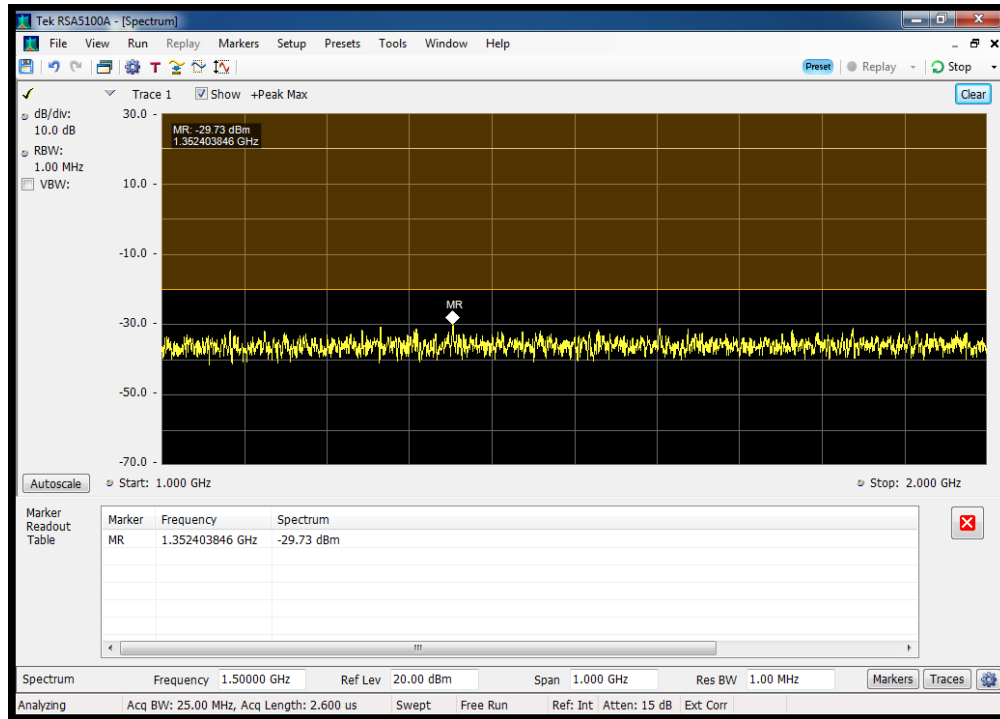 Tek RSA5100A - [Spectrum]
File View Run Replay Markers Setup Presets Tools Window Help
T Preset Replay Stop
Trace 1 Show +Peak Max Clear
dB/div:
10.0 dB
RBW:
1.00 MHz
VBW:
30.0
MR: -29.73 dBm
1.352403846 GHz
10.0
-10.0
MR
-30.0
-50.0
-70.0
Autoscale Start: 1.000 GHz Stop: 2.000 GHz
Marker
Readout
Table
Marker Frequency Spectrum
MR 1.352403846 GHz -29.73 dBm
Spectrum Frequency 1.50000 GHz Ref Lev 20.00 dBm Span 1.000 GHz Res BW 1.00 MHz Markers Traces
Analyzing Acq BW: 25.00 MHz, Acq Length: 2.600 us Swept Free Run Ref: Int Atten: 15 dB Ext Corr